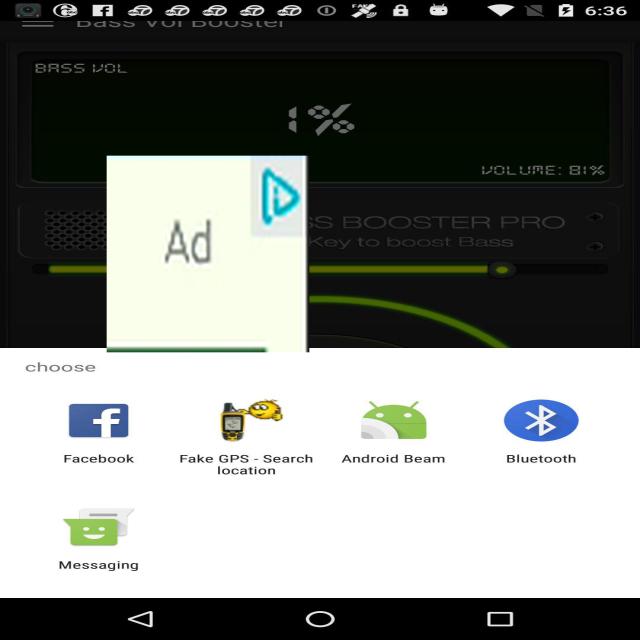 6:36
Bass Vol Booster
BASS VOL
1%
VOLUME: 81%
Ad
SS BOOSTER PRO
Key to boost Bass
choose
Facebook
Fake GPS - Search
location
Android Beam
Bluetooth
Messaging